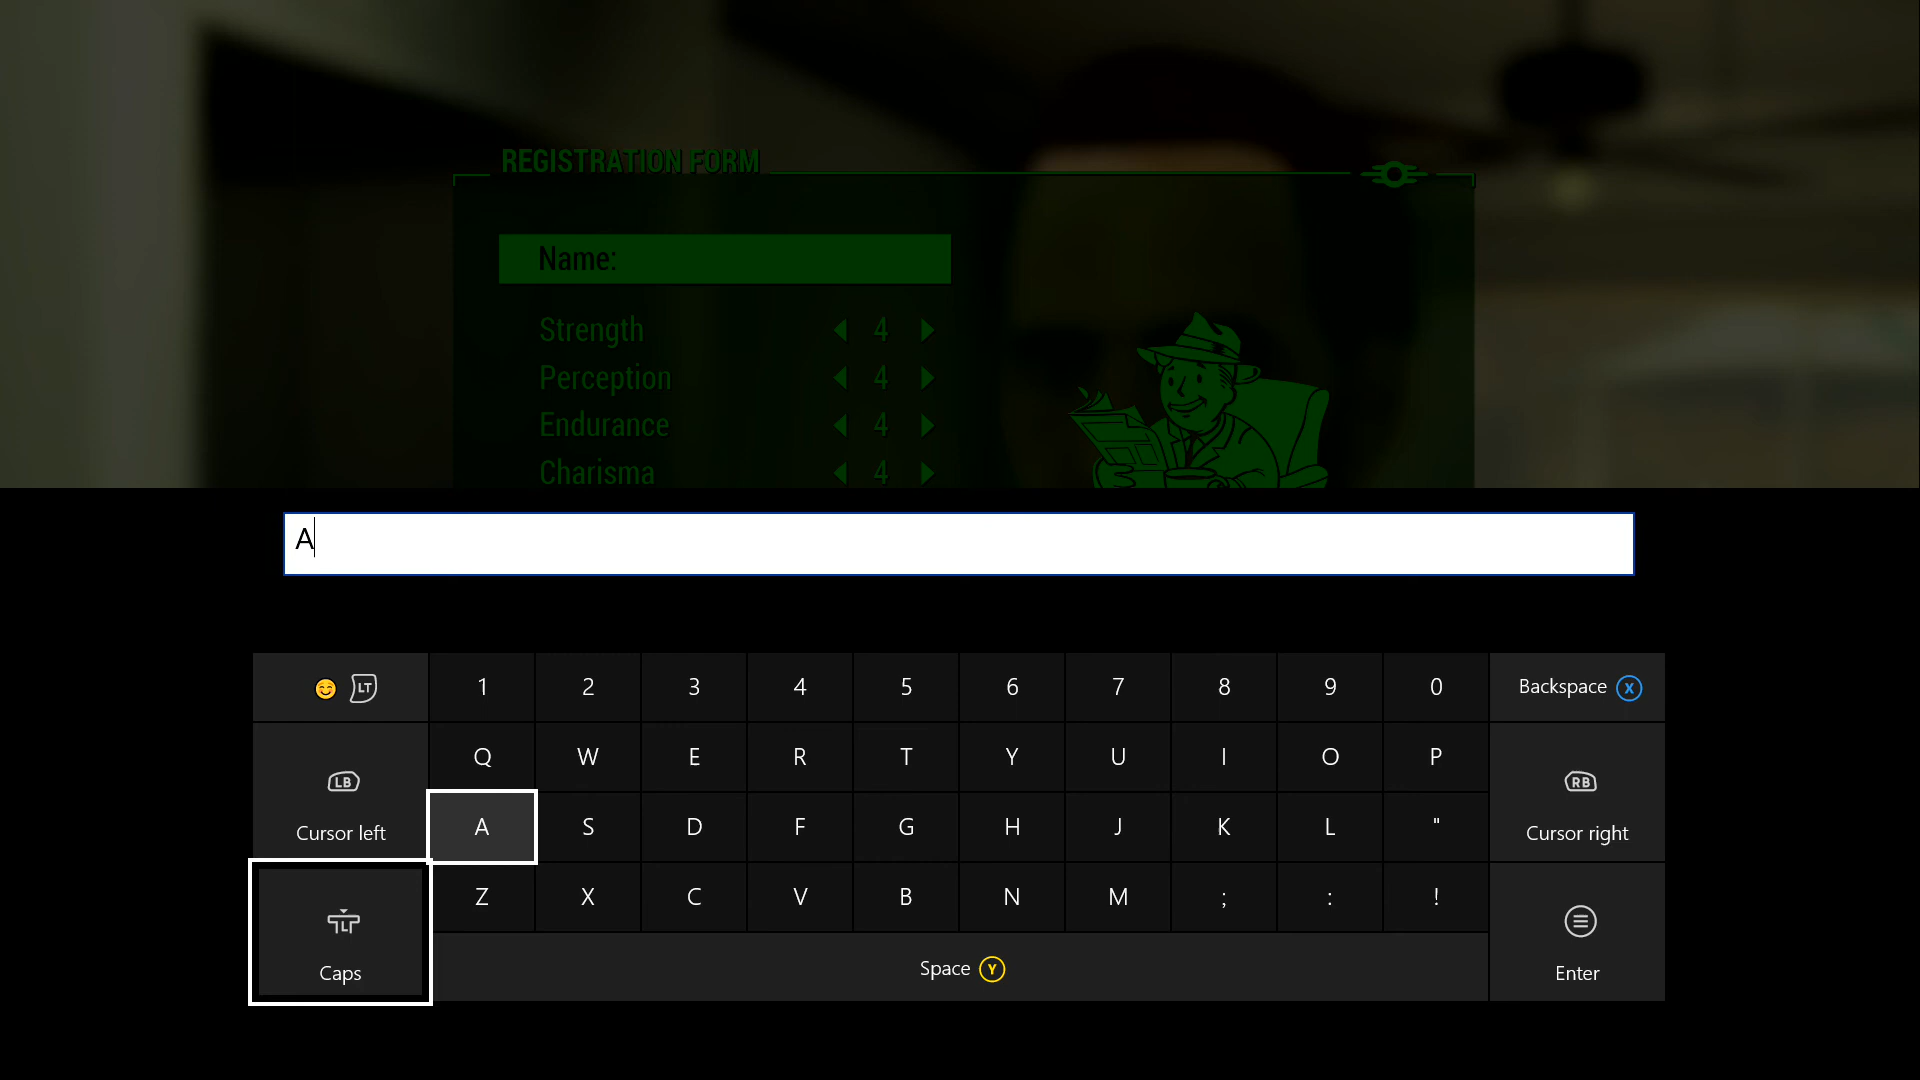 REGISTRATION FORM
Name:
Strength 4
Perception 4
Endurance 4
Charisma 4
A
LT 1 2 3 4 5 6 7 8 9 0 Backspace X
Q W E R T Y U I O P
LB RB
Cursor left A S D F G H J K L " Cursor right
Z X C V B N M ; : !
L
Caps Space Y Enter